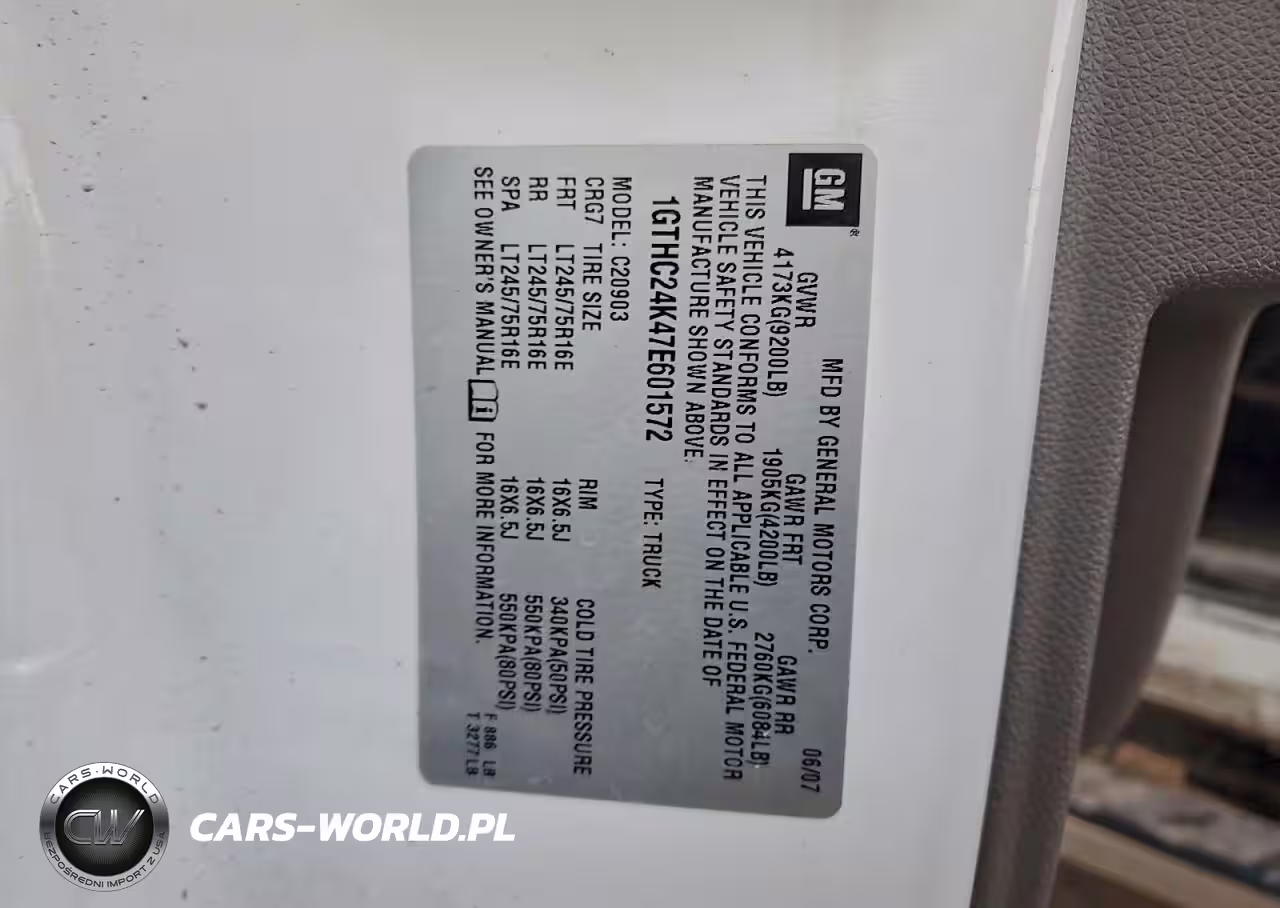 GM
MFD BY GENERAL MOTORS CORP. 06/07
GVWR GAWR FRT GAWR RR
4173KG(9200LB) 1905KG(4200LB) 2760KG(6084LB)
THIS VEHICLE CONFORMS TO ALL APPLICABLE U.S. FEDERAL MOTOR
VEHICLE SAFETY STANDARDS IN EFFECT ON THE DATE OF
MANUFACTURE SHOWN ABOVE.
1GTHC24K47E601572 TYPE: TRUCK
MODEL: C20903
CRG7 TIRE SIZE RIM COLD TIRE PRESSURE
FRT LT245/75R16E 16X6.5J 340KPA(50PSI)
RR LT245/75R16E 16X6.5J 550KPA(80PSI)
SPA LT245/75R16E 16X6.5J 550KPA(80PSI)
SEE OWNER'S MANUAL i FOR MORE INFORMATION.
F 886 LB
T 3277LB
CARS-WORLD
CW
BEZPOŚREDNI IMPORT Z USA
CARS-WORLD.PL